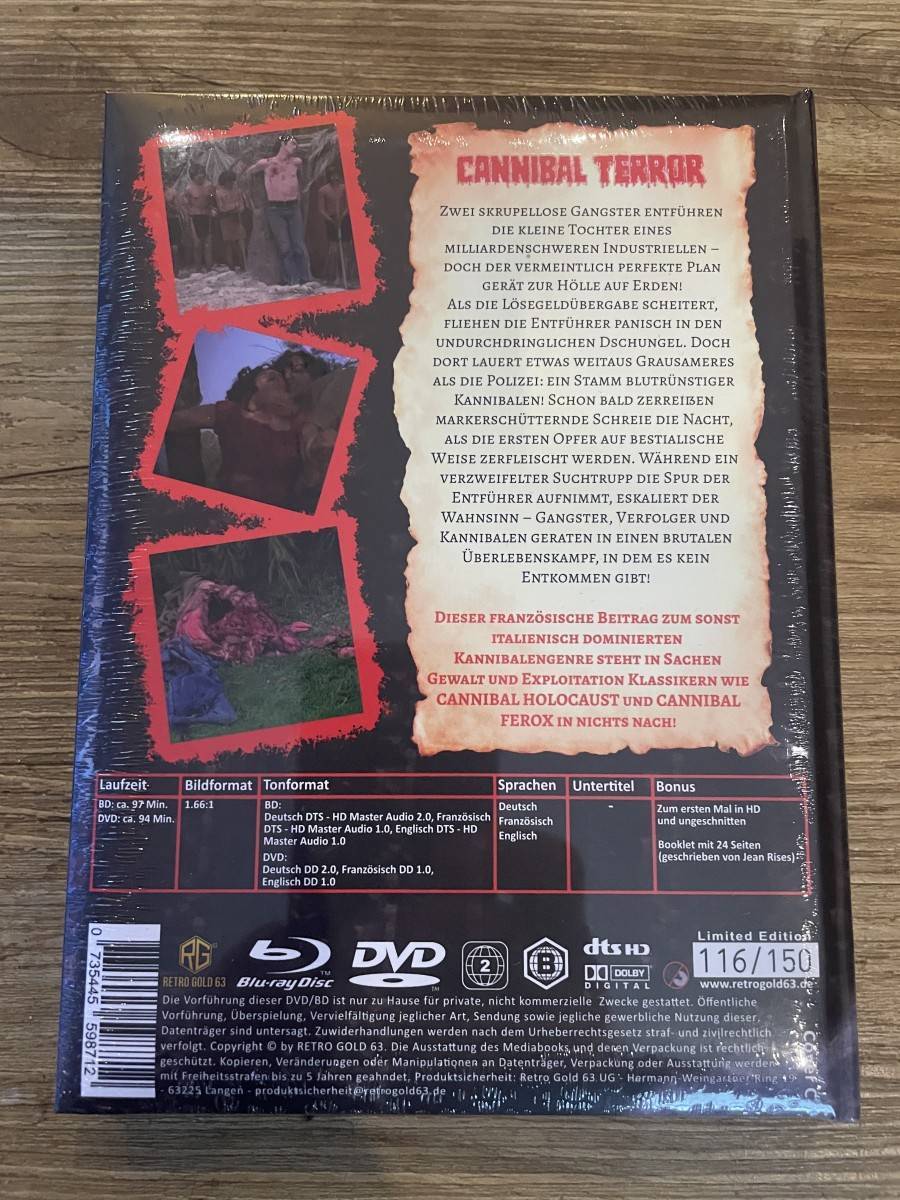 CANNIBAL TERROR
Zwei skrupellose Gangster entführen
die kleine Tochter eines
milliardenschweren Industriellen –
doch der vermeintlich perfekte Plan
gerät zur Hölle auf Erden!
Als die Lösegeldübergabe scheitert,
fliehen die Entführer panisch in den
undurchdringlichen Dschungel. Doch
dort lauert etwas weitaus Grausameres
als die Polizei: ein Stamm blutrünstiger
Kannibalen! Schon bald zerreißen
markerschütternde Schreie die Nacht,
als die ersten Opfer auf bestialische
Weise zerfleischt werden. Während ein
verzweifelter Suchtrupp die Spur der
Entführer aufnimmt, eskaliert der
Wahnsinn – Gangster, Verfolger und
Kannibalen geraten in einen brutalen
Überlebenskampf, in dem es kein
Entkommen gibt!
Dieser französische Beitrag zum sonst
italienisch dominierten
Kannibalengenre steht in Sachen
Gewalt und Exploitation Klassikern wie
CANNIBAL HOLOCAUST und CANNIBAL
FEROX in nichts nach!
Laufzeit
BD: ca. 97 Min.
DVD: ca. 94 Min.
Bildformat
1.66:1
Tonformat
BD:
Deutsch DTS - HD Master Audio 2.0, Französisch
DTS - HD Master Audio 1.0, Englisch DTS - HD
Master Audio 1.0
DVD:
Deutsch DD 2.0, Französisch DD 1.0,
Englisch DD 1.0
Sprachen
Deutsch
Französisch
Englisch
Untertitel
-
Bonus
Zum ersten Mal in HD
und ungeschnitten
Booklet mit 24 Seiten
(geschrieben von Jean Rises)
0 735445 598712
RG
RETRO GOLD 63
Blu-ray Disc™
DVD™
2
B
dts HD
DOLBY
DIGITAL
Limited Edition
116/150
www.retrogold63.de
Die Vorführung dieser DVD/BD ist nur zu Hause für private, nicht kommerzielle Zwecke gestattet. Öffentliche
Vorführung, Überspielung, Vervielfältigung jeglicher Art, Sendung sowie jegliche gewerbliche Nutzung dieser
Datenträger sind untersagt. Zuwiderhandlungen werden nach dem Urheberrechtsgesetz straf- und zivilrechtlich
verfolgt. Copyright © by RETRO GOLD 63. Die Ausstattung des Mediabooks und deren Verpackung ist rechtlich
geschützt. Kopieren, Veränderungen oder Manipulationen an Datenträger, Verpackung oder Ausstattung werden
mit Freiheitsstrafen bis zu 5 Jahren geahndet. Produktsicherheit: Retro Gold 63 UG - Hermann-Weingärtner-Ring
- 63225 Langen - produktsicherheit@retrogold63.de